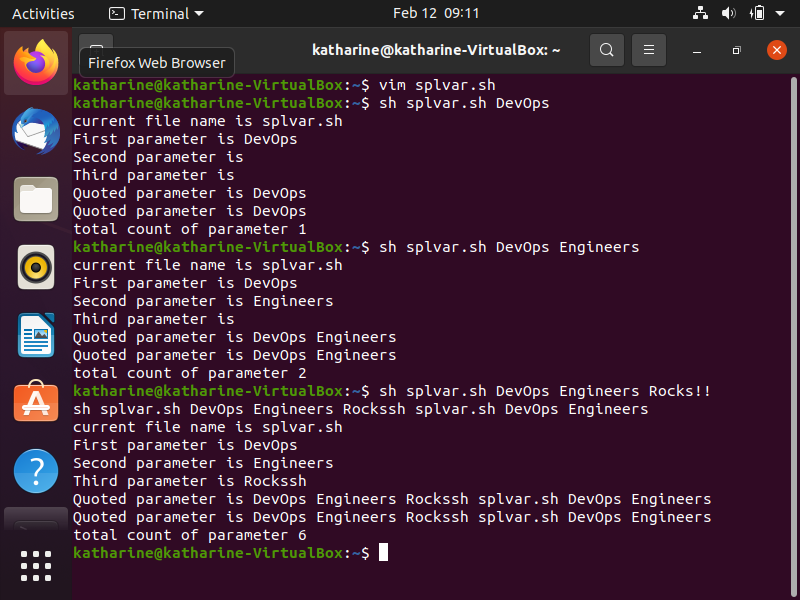 Activities
Terminal
Feb 12 09:11
Firefox Web Browser
katharine@katharine-VirtualBox: ~
katharine@katharine-VirtualBox:~$ vim splvar.sh
katharine@katharine-VirtualBox:~$ sh splvar.sh DevOps
current file name is splvar.sh
First parameter is DevOps
Second parameter is
Third parameter is
Quoted parameter is DevOps
Quoted parameter is DevOps
total count of parameter 1
katharine@katharine-VirtualBox:~$ sh splvar.sh DevOps Engineers
current file name is splvar.sh
First parameter is DevOps
Second parameter is Engineers
Third parameter is
Quoted parameter is DevOps Engineers
Quoted parameter is DevOps Engineers
total count of parameter 2
katharine@katharine-VirtualBox:~$ sh splvar.sh DevOps Engineers Rocks!!
sh splvar.sh DevOps Engineers Rockssh splvar.sh DevOps Engineers
current file name is splvar.sh
First parameter is DevOps
Second parameter is Engineers
Third parameter is Rockssh
Quoted parameter is DevOps Engineers Rockssh splvar.sh DevOps Engineers
Quoted parameter is DevOps Engineers Rockssh splvar.sh DevOps Engineers
total count of parameter 6
katharine@katharine-VirtualBox:~$